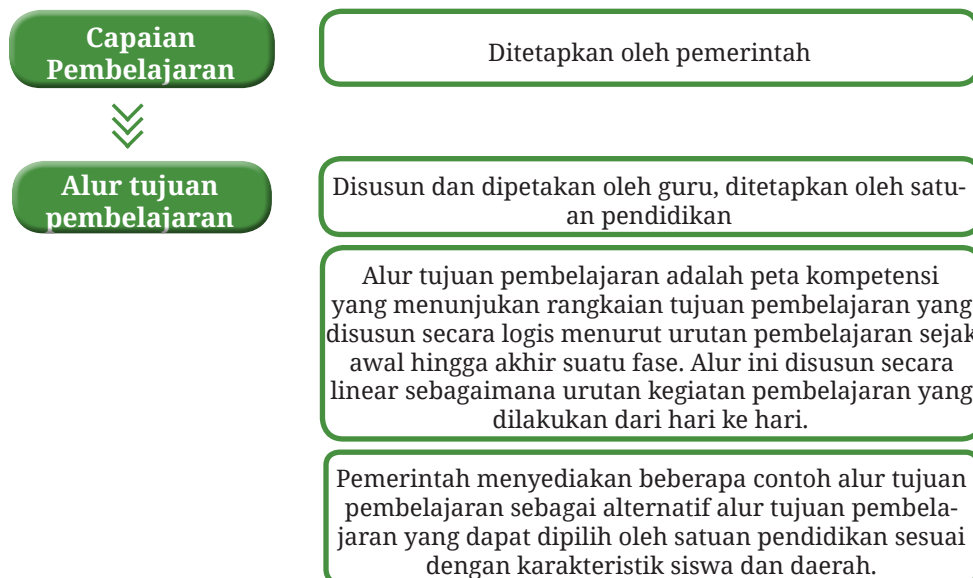 Capaian
Pembelajaran
Ditetapkan oleh pemerintah
Alur tujuan
pembelajaran
Disusun dan dipetakan oleh guru, ditetapkan oleh satu-
an pendidikan
Alur tujuan pembelajaran adalah peta kompetensi
yang menunjukan rangkaian tujuan pembelajaran yang
disusun secara logis menurut urutan pembelajaran sejak
awal hingga akhir suatu fase. Alur ini disusun secara
linear sebagaimana urutan kegiatan pembelajaran yang
dilakukan dari hari ke hari.
Pemerintah menyediakan beberapa contoh alur tujuan
pembelajaran sebagai alternatif alur tujuan pembela-
jaran yang dapat dipilih oleh satuan pendidikan sesuai
dengan karakteristik siswa dan daerah.